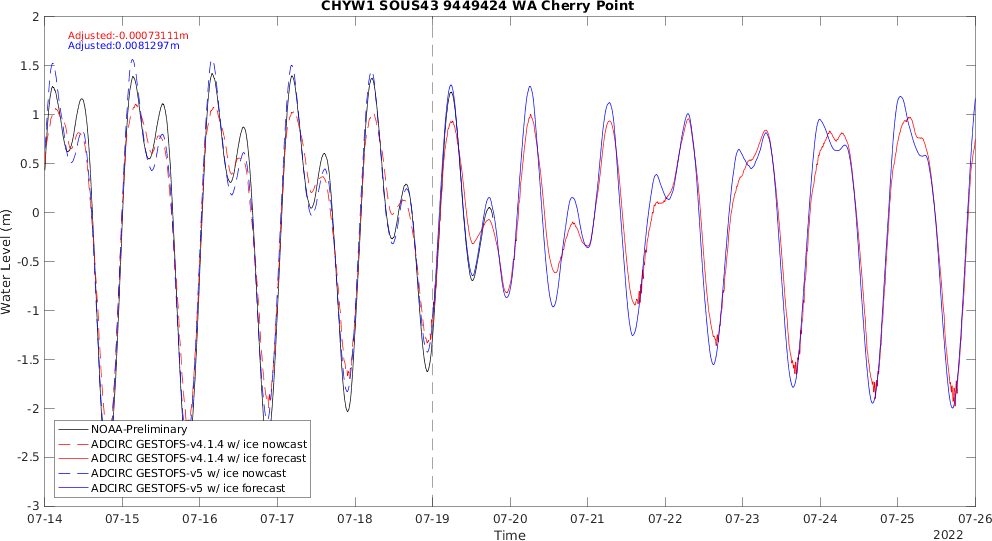 CHYW1 SOUS43 9449424 WA Cherry Point
Adjusted:-0.00073111m
Adjusted:0.0081297m
Water Level (m)
2
1.5
1
0.5
0
-0.5
-1
-1.5
-2
-2.5
-3
NOAA-Preliminary
ADCIRC GESTOFS-v4.1.4 w/ ice nowcast
ADCIRC GESTOFS-v4.1.4 w/ ice forecast
ADCIRC GESTOFS-v5 w/ ice nowcast
ADCIRC GESTOFS-v5 w/ ice forecast
07-14 07-15 07-16 07-17 07-18 07-19 07-20 07-21 07-22 07-23 07-24 07-25 07-26
Time
2022